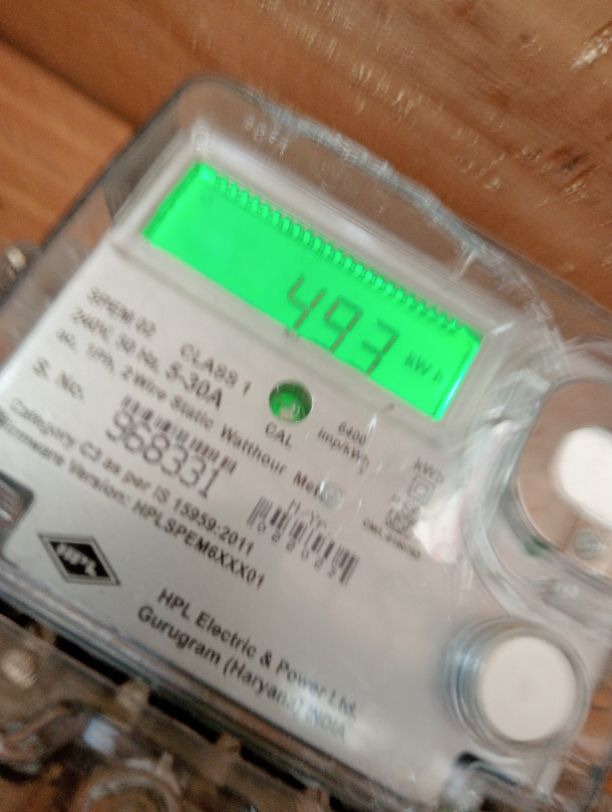 493 kWh
SPEM 02 CLASS 1
240V, 50 Hz, 5-30A
1Ph, 2 Wire Static Watthour
CAL
6400
imp/kWh
S. No.
968331
Category C3 as per IS 15959:2011
Firmware Version: HPLSPEM6XXX01
HPL
HPL Electric & Power Ltd.
Gurugram (Haryana) INDIA